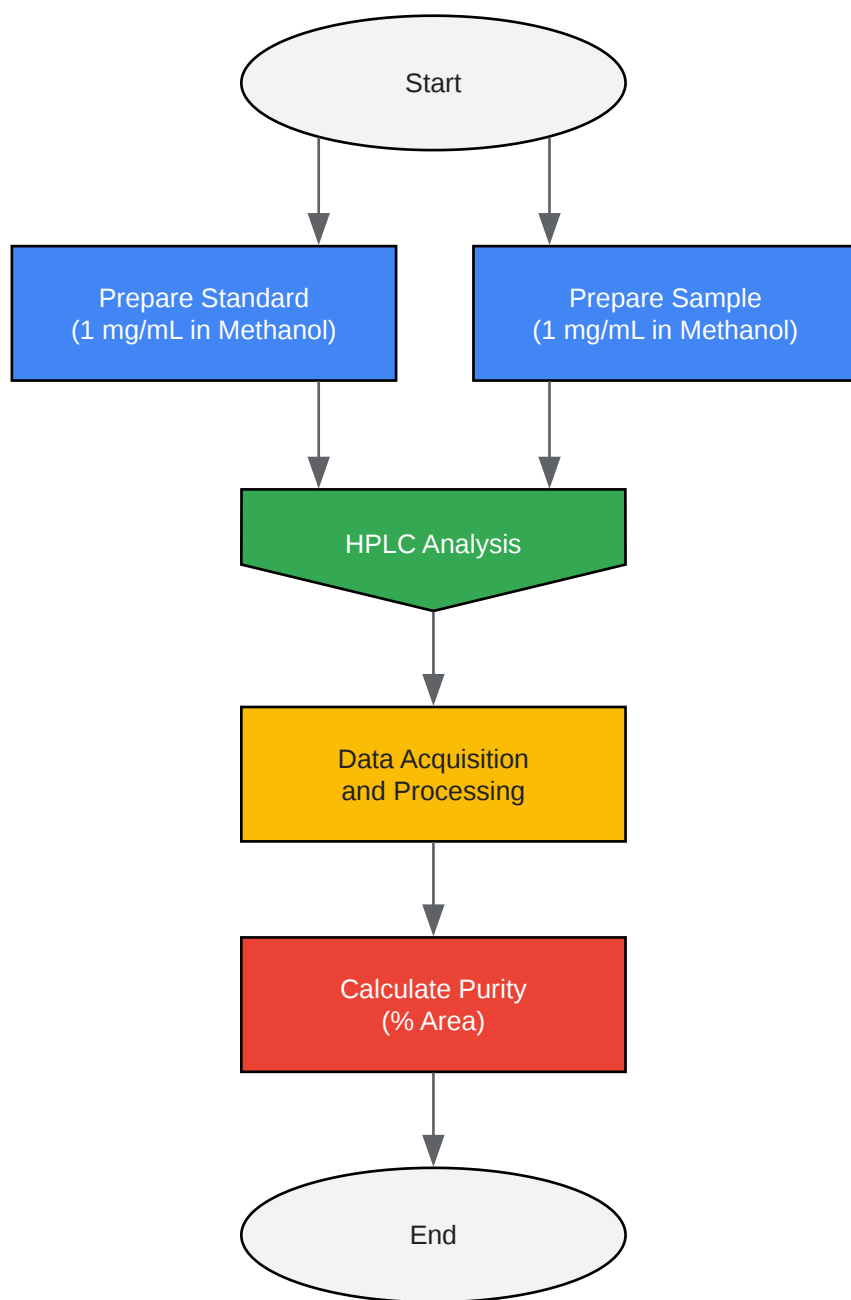 Start
Prepare Standard
(1 mg/mL in Methanol)
Prepare Sample
(1 mg/mL in Methanol)
HPLC Analysis
Data Acquisition
and Processing
Calculate Purity
(% Area)
End